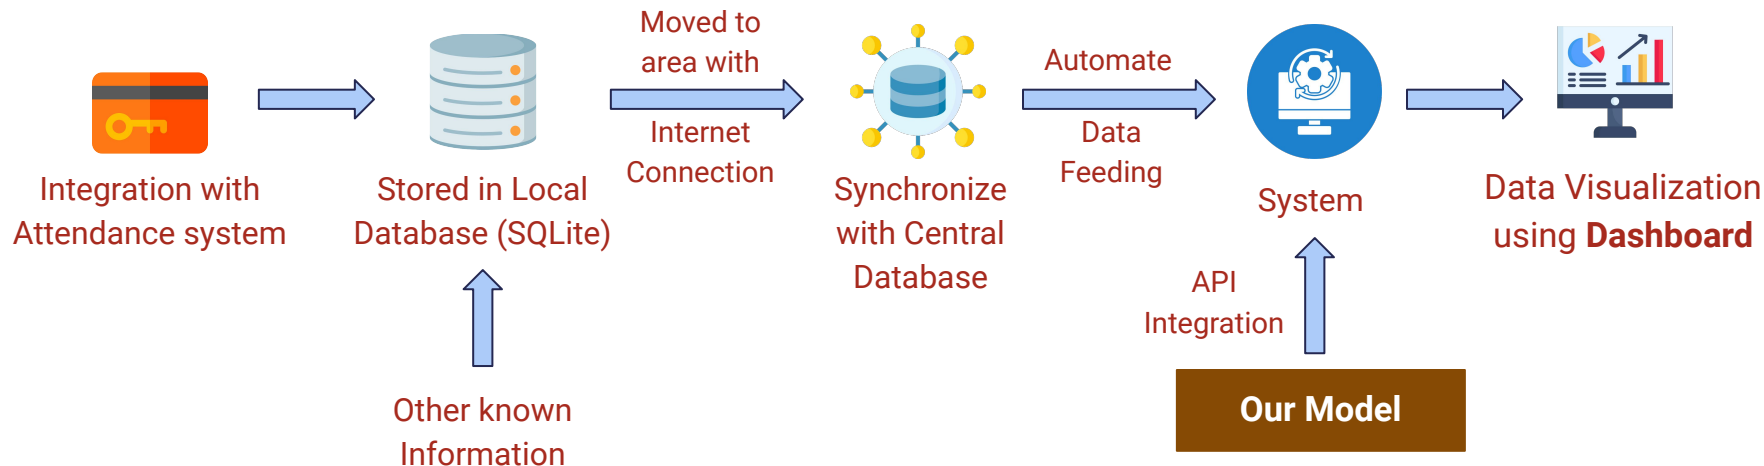 Integration with
Attendance system
Stored in Local
Database (SQLite)
Other known
Information
Moved to
area with
Internet
Connection
Synchronize
with Central
Database
Automate
Data
Feeding
System
API
Integration
Our Model
Data Visualization
using Dashboard